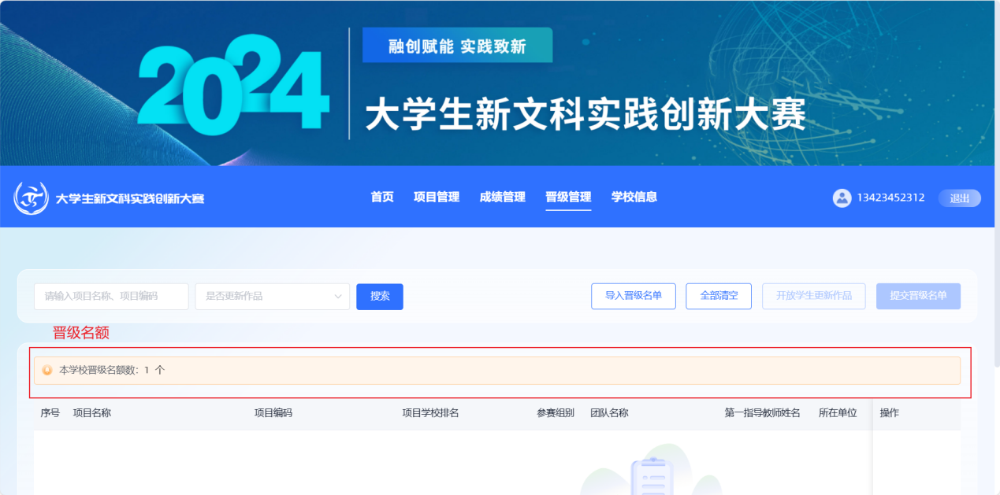 2024
融创赋能 实践致新
大学生新文科实践创新大赛
大学生新文科实践创新大赛
首页 项目管理 成绩管理 晋级管理 学校信息
13423452312 退出
请输入项目名称、项目编码 是否更新作品 搜索 导入晋级名单 全部清空 开放学生更新作品 提交晋级名单
晋级名额
本学校晋级名额数：1 个
序号 项目名称 项目编码 项目学校排名 参赛组别 团队名称 第一指导教师姓名 所在单位 操作